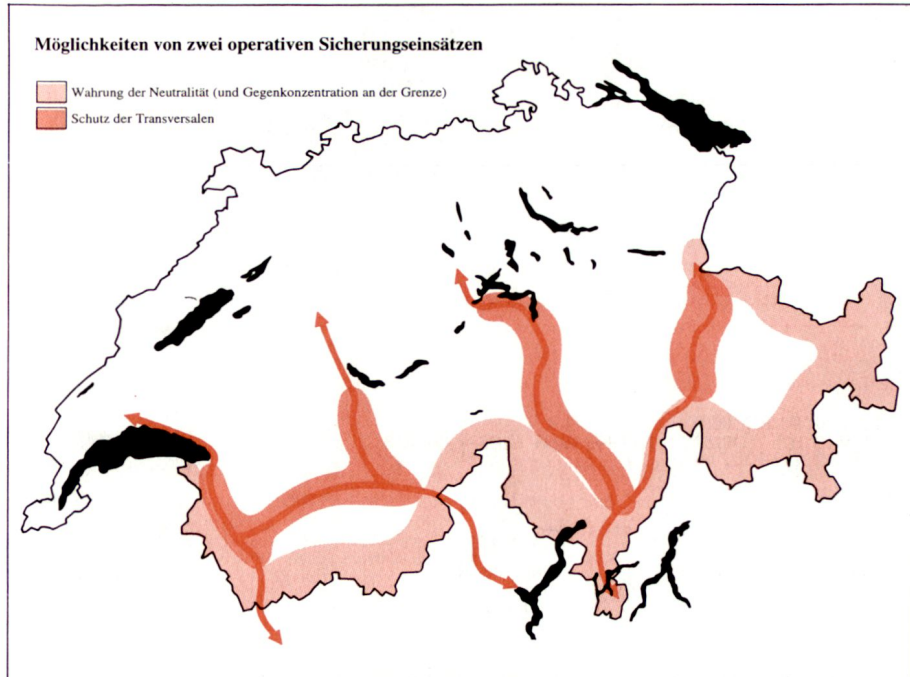 Möglichkeiten von zwei operativen Sicherungseinsätzen
Wahrung der Neutralität (und Gegenkonzentration an der Grenze)
Schutz der Transversalen